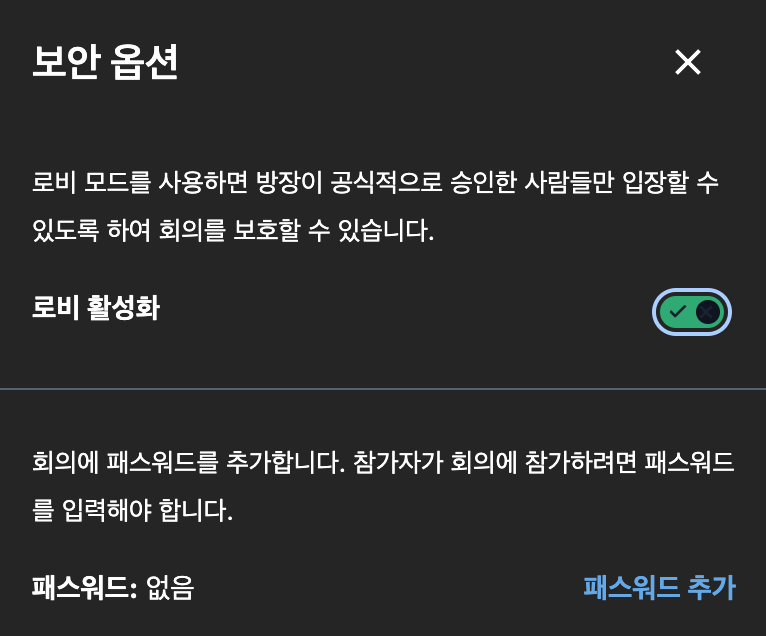 보안 옵션
로비 모드를 사용하면 방장이 공식적으로 승인한 사람들만 입장할 수
있도록 하여 회의를 보호할 수 있습니다.
로비 활성화
회의에 패스워드를 추가합니다. 참가자가 회의에 참가하려면 패스워드
를 입력해야 합니다.
패스워드: 없음 패스워드 추가